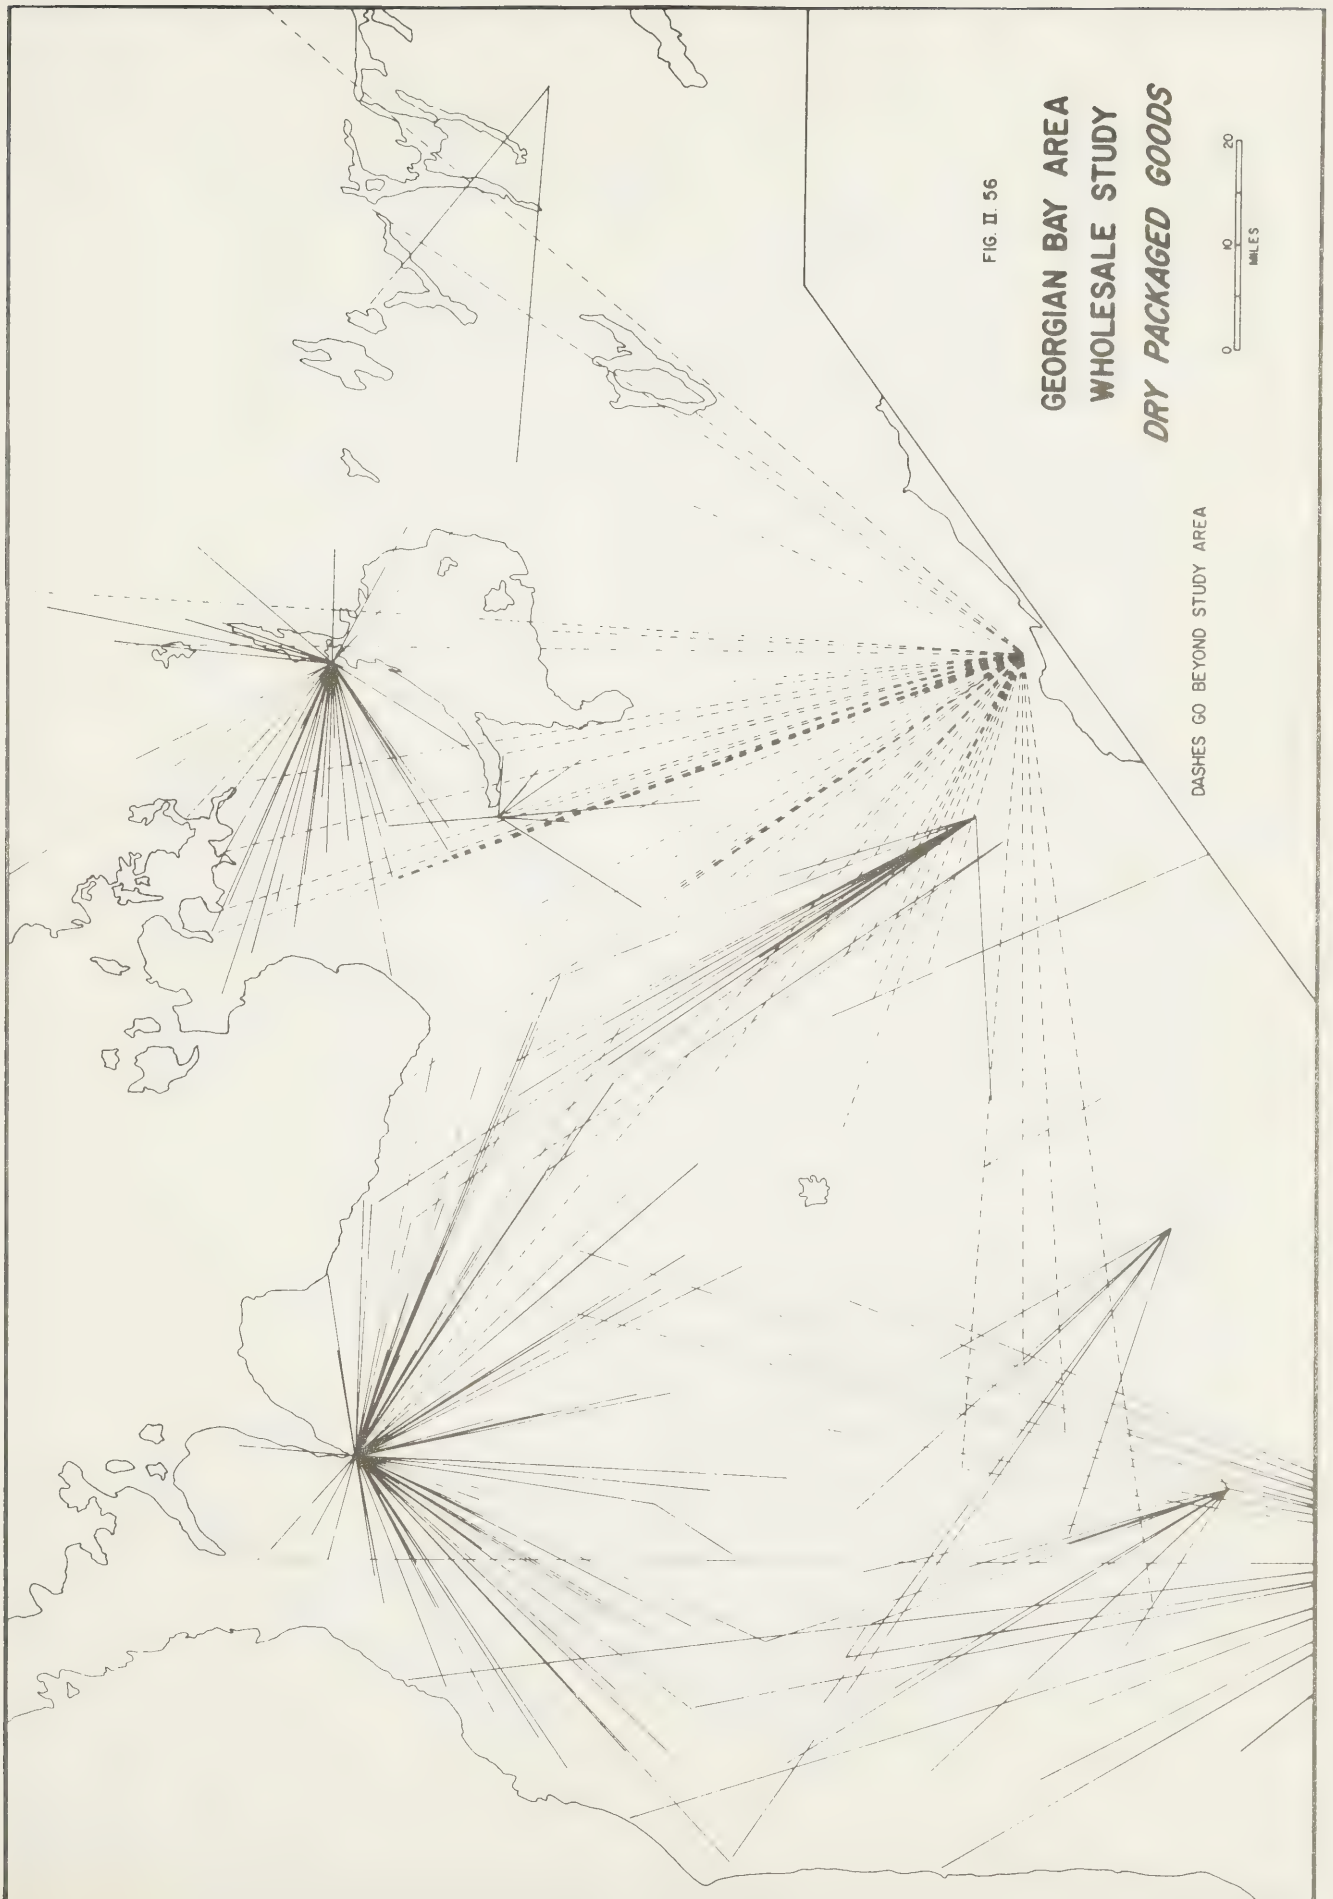 FIG. II. 56
GEORGIAN BAY AREA
WHOLESALE STUDY
DRY PACKAGED GOODS
0 10 20
MILES
DASHES GO BEYOND STUDY AREA